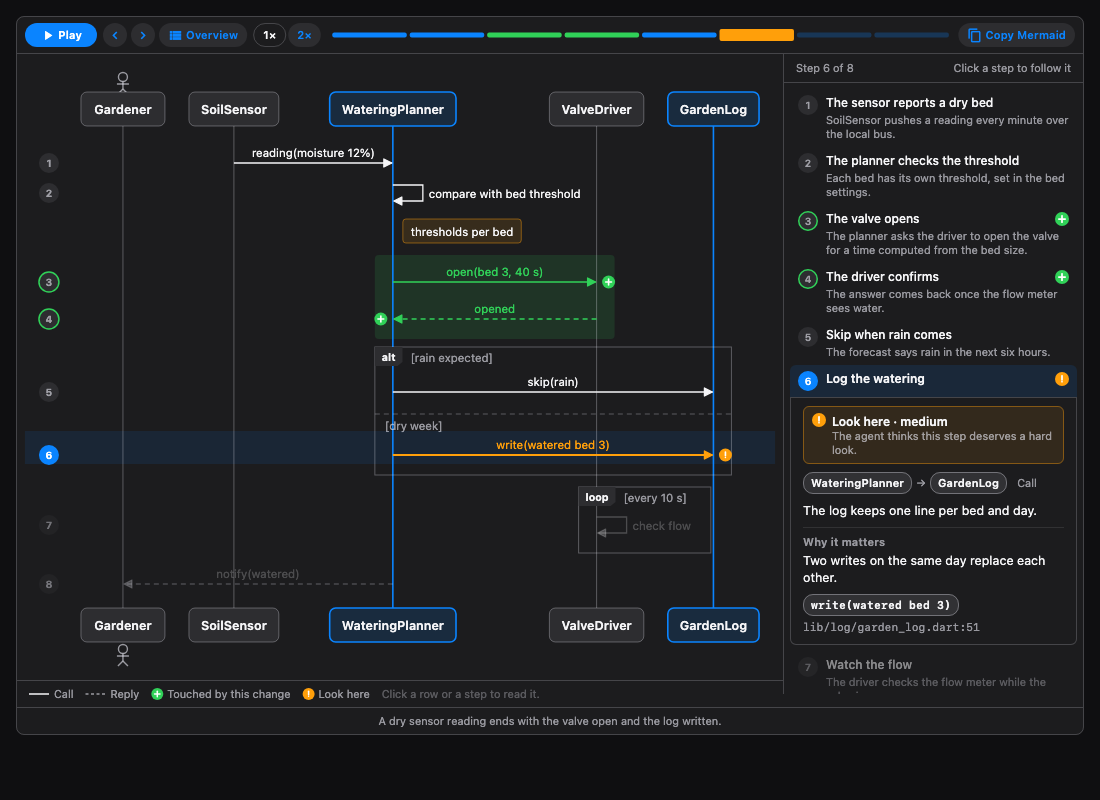 Play
Overview
1×
2×
Copy Mermaid
Gardener
SoilSensor
WateringPlanner
ValveDriver
GardenLog
1
reading(moisture 12%)
2
compare with bed threshold
thresholds per bed
3
open(bed 3, 40 s)
4
opened
alt
[rain expected]
5
skip(rain)
[dry week]
6
write(watered bed 3)
loop
[every 10 s]
7
check flow
8
notify(watered)
Gardener
SoilSensor
WateringPlanner
ValveDriver
GardenLog
Call
Reply
Touched by this change
Look here
Click a row or a step to read it.
Step 6 of 8
Click a step to follow it
1
The sensor reports a dry bed
SoilSensor pushes a reading every minute over
the local bus.
2
The planner checks the threshold
Each bed has its own threshold, set in the bed
settings.
3
The valve opens
The planner asks the driver to open the valve
for a time computed from the bed size.
4
The driver confirms
The answer comes back once the flow meter
sees water.
5
Skip when rain comes
The forecast says rain in the next six hours.
6
Log the watering
Look here · medium
The agent thinks this step deserves a hard
look.
WateringPlanner → GardenLog Call
The log keeps one line per bed and day.
Why it matters
Two writes on the same day replace each
other.
write(watered bed 3)
lib/log/garden_log.dart:51
7
Watch the flow
The driver checks the flow meter while the
A dry sensor reading ends with the valve open and the log written.